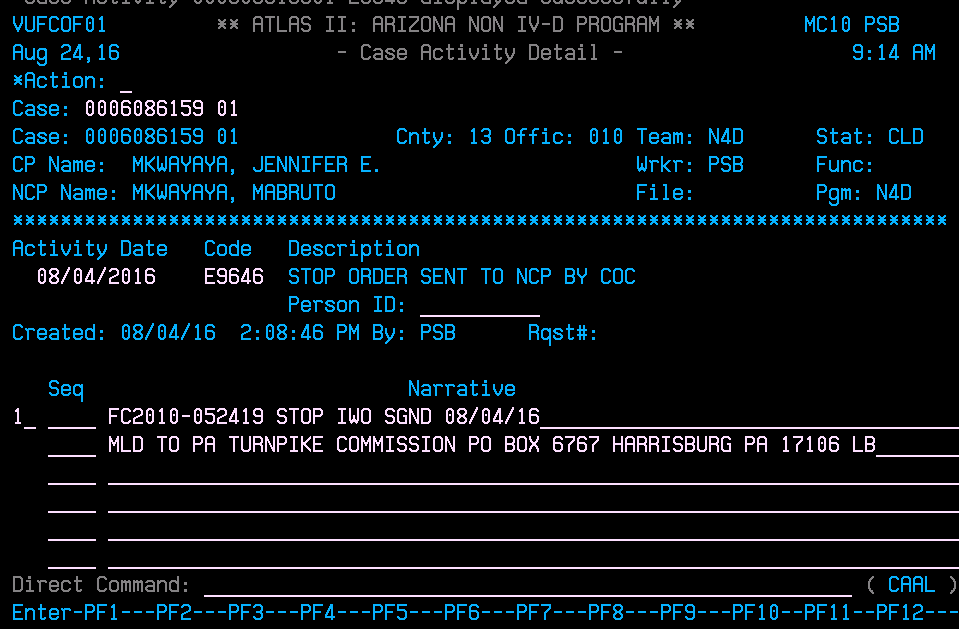 Case Activity 000608615901 E9646 displayed successfully
VUFCOF01 ** ATLAS II: ARIZONA NON IV-D PROGRAM ** MC10 PSB
Aug 24,16 - Case Activity Detail - 9:14 AM
*Action: _
Case: 0006086159 01
Case: 0006086159 01 Cnty: 13 Offic: 010 Team: N4D Stat: CLD
CP Name: MKWAYAYA, JENNIFER E. Wrkr: PSB Func:
NCP Name: MKWAYAYA, MABRUTO File: Pgm: N4D
******************************************************************************
Activity Date Code Description
08/04/2016 E9646 STOP ORDER SENT TO NCP BY COC
Person ID: __________
Created: 08/04/16 2:08:46 PM By: PSB Rqst#:
Seq Narrative
1_ ____ FC2010-052419 STOP IWO SGND 08/04/16
____ MLD TO PA TURNPIKE COMMISSION PO BOX 6767 HARRISBURG PA 17106 LB
Direct Command: ( CAAL )
Enter-PF1---PF2---PF3---PF4---PF5---PF6---PF7---PF8---PF9---PF10--PF11--PF12---